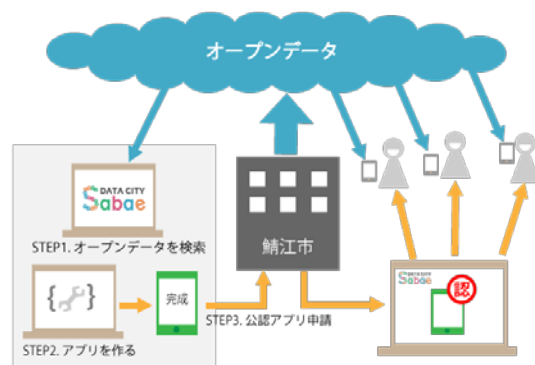 オープンデータ
DATA CITY
Sabae
STEP1. オープンデータを検索
鯖江市
{ }
完成
STEP2. アプリを作る
STEP3. 公認アプリ申請
DATA CITY
Sabae
認